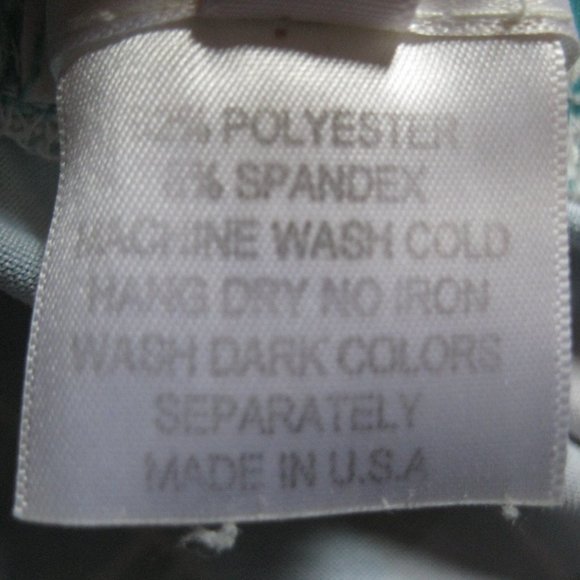 POLYESTER
SPANDEX
MACHINE WASH COLD
HANG DRY NO IRON
WASH DARK COLORS
SEPARATELY
MADE IN U.S.A